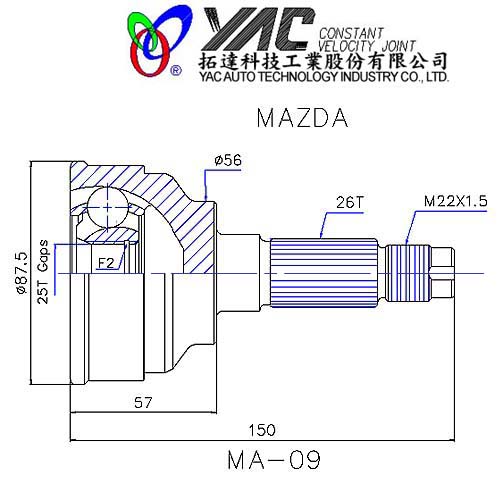 YAC CONSTANT
VELOCITY JOINT
拓達科技工業股份有限公司
® YAC AUTO TECHNOLOGY INDUSTRY CO., LTD.
MAZDA
ø56
26T
M22X1.5
ø87.5
25T Gaps
F2
57
150
MA-09